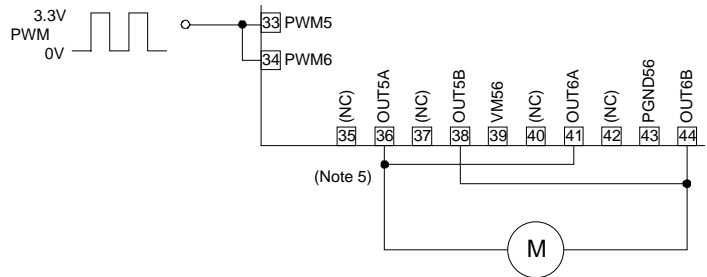 3.3V
PWM
0V
33 PWM5
34 PWM6
(NC)
OUT5A
(NC)
OUT5B
VM56
(NC)
OUT6A
(NC)
PGND56
OUT6B
35 36 37 38 39 40 41 42 43 44
(Note 5)
M